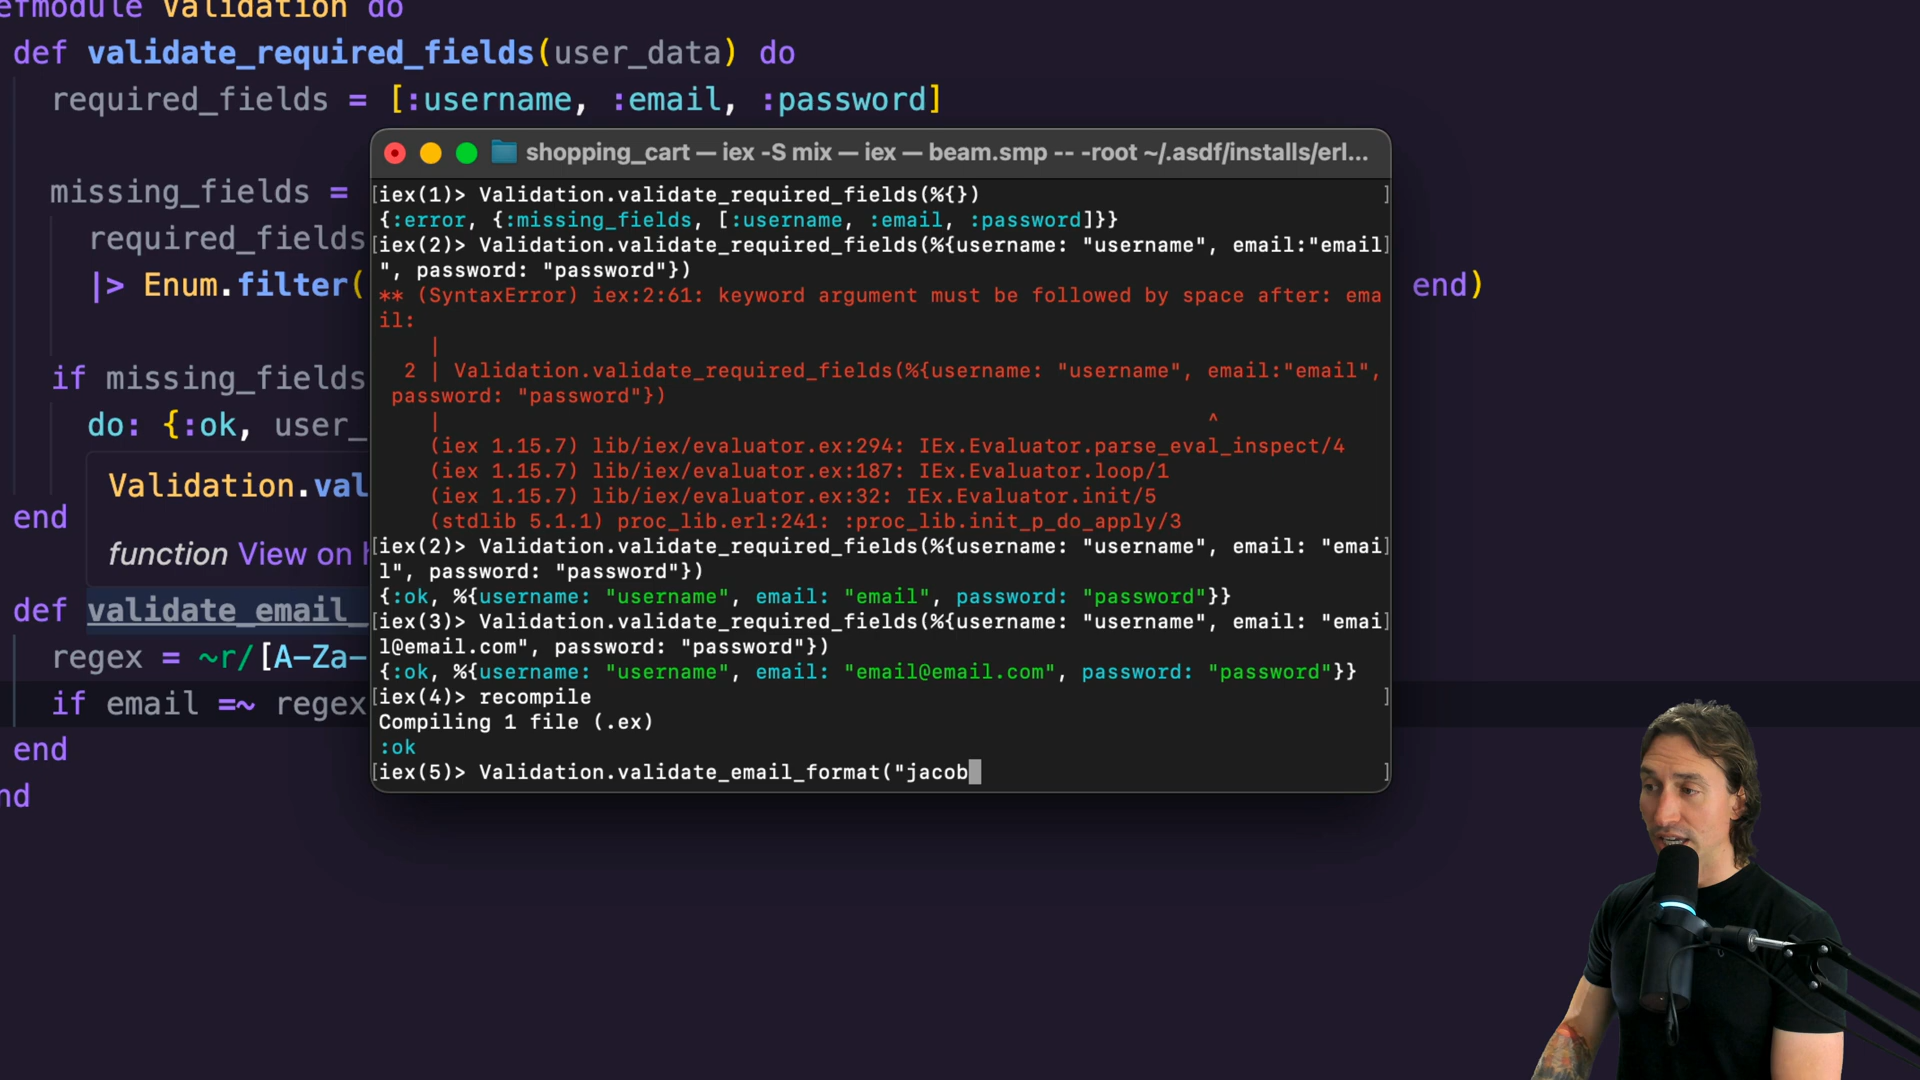 efmodule Validation do
def validate_required_fields(user_data) do
required_fields = [:username, :email, :password]
missing_fields =
required_fields
|> Enum.filter(
end)
if missing_fields
do: {:ok, user_
Validation.val
end
function View on h
def validate_email_
regex = ~r/[A-Za-
if email =~ regex
end
nd
shopping_cart — iex -S mix — iex — beam.smp -- -root ~/.asdf/installs/erl...
[iex(1)> Validation.validate_required_fields(%{}) ]
{:error, {:missing_fields, [:username, :email, :password]}}
[iex(2)> Validation.validate_required_fields(%{username: "username", email:"email]
", password: "password"})
** (SyntaxError) iex:2:61: keyword argument must be followed by space after: ema
il:
|
2 | Validation.validate_required_fields(%{username: "username", email:"email",
password: "password"})
| ^
(iex 1.15.7) lib/iex/evaluator.ex:294: IEx.Evaluator.parse_eval_inspect/4
(iex 1.15.7) lib/iex/evaluator.ex:187: IEx.Evaluator.loop/1
(iex 1.15.7) lib/iex/evaluator.ex:32: IEx.Evaluator.init/5
(stdlib 5.1.1) proc_lib.erl:241: :proc_lib.init_p_do_apply/3
[iex(2)> Validation.validate_required_fields(%{username: "username", email: "emai]
l", password: "password"})
{:ok, %{username: "username", email: "email", password: "password"}}
[iex(3)> Validation.validate_required_fields(%{username: "username", email: "emai]
l@email.com", password: "password"})
{:ok, %{username: "username", email: "email@email.com", password: "password"}}
[iex(4)> recompile ]
Compiling 1 file (.ex)
:ok
[iex(5)> Validation.validate_email_format("jacob ]